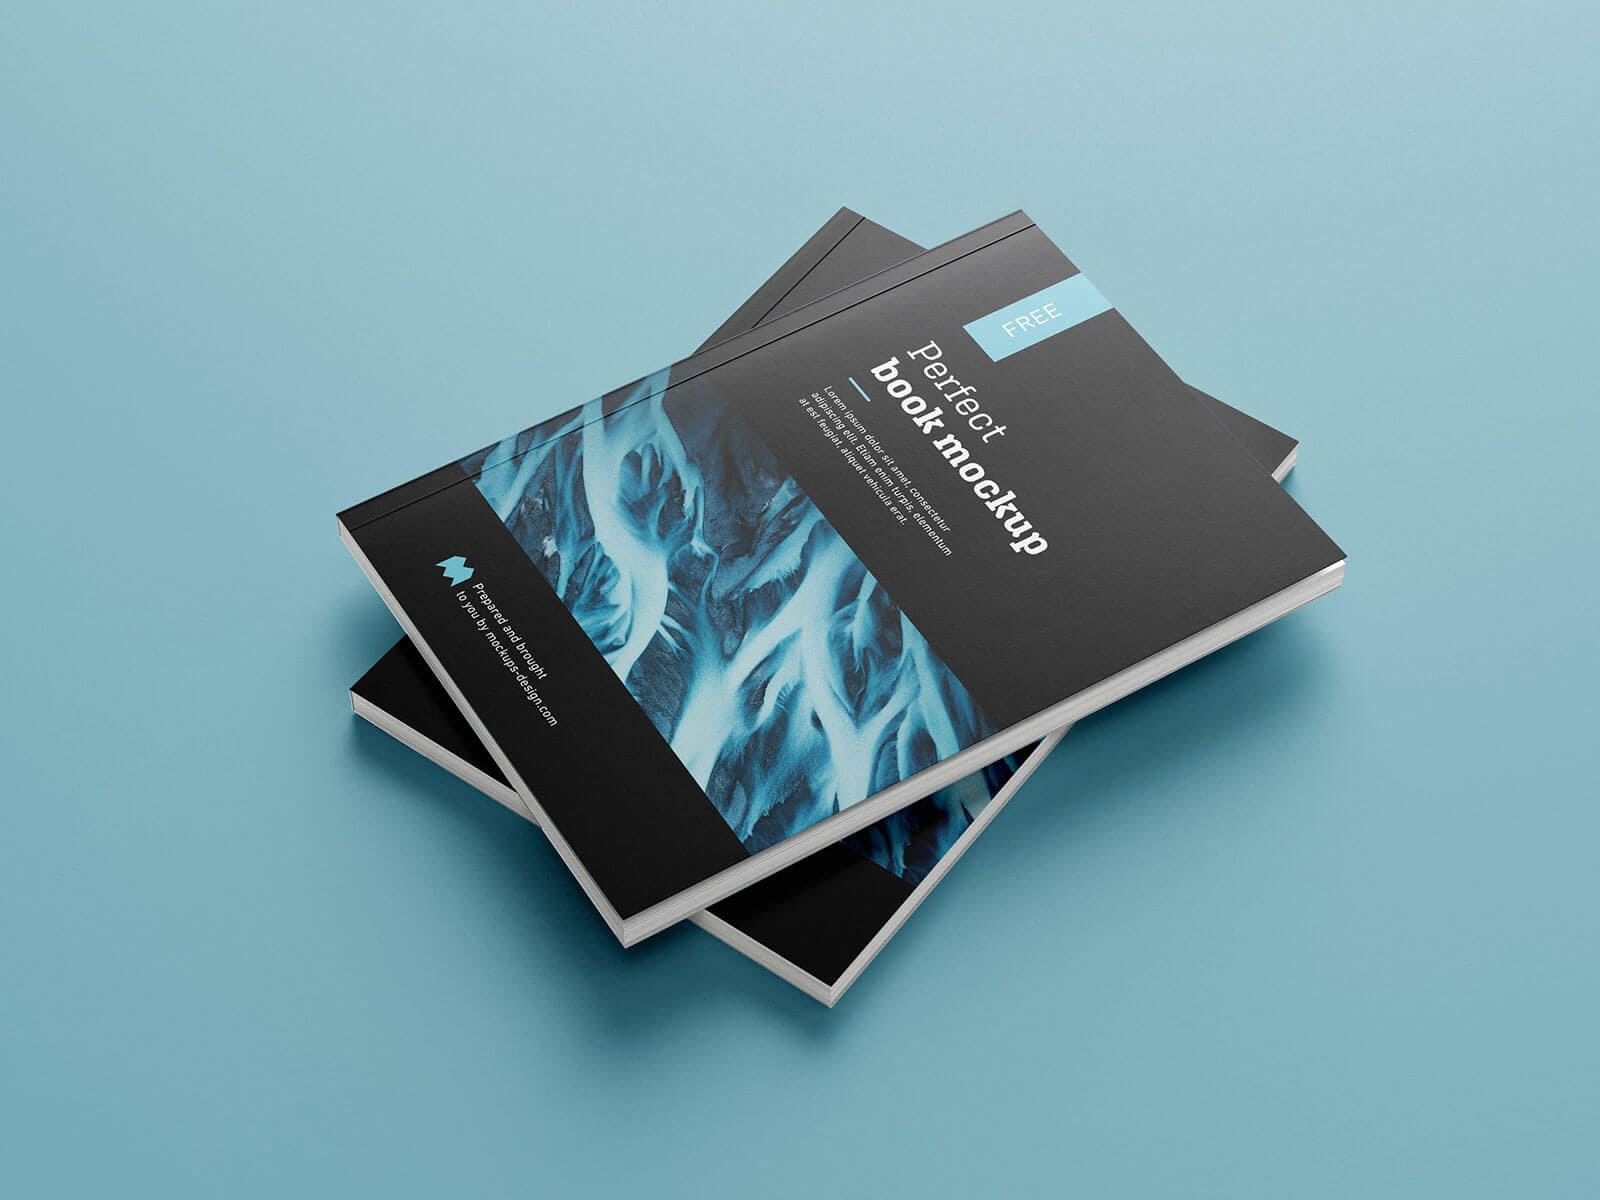 FREE
Perfect
book mockup
Lorem ipsum dolor sit amet, consectetur
adipiscing elit. Etiam enim turpis, elementum
at est feugiat, aliquet vehicula erat.
Prepared and brought
to you by mockups-design.com